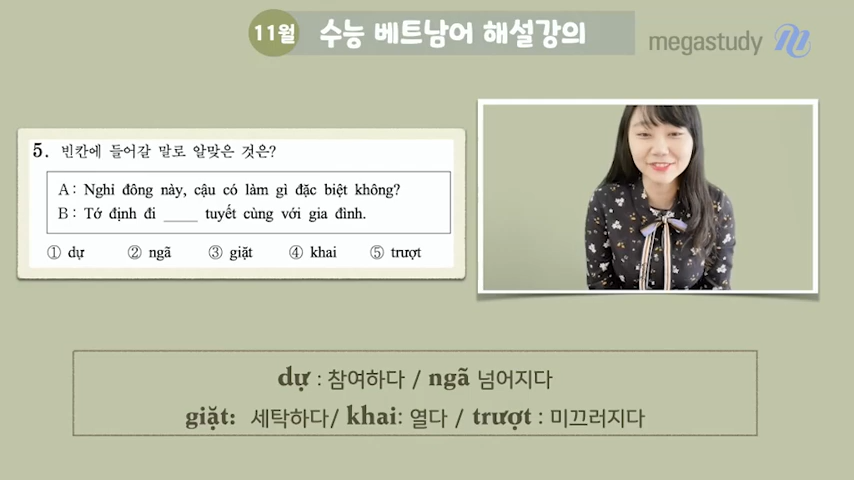 11월 수능 베트남어 해설강의
megastudy
5. 빈칸에 들어갈 말로 알맞은 것은?
A: Nghỉ đông này, cậu có làm gì đặc biệt không?
B: Tớ định đi ____ tuyết cùng với gia đình.
① dự ② ngã ③ giặt ④ khai ⑤ trượt
dự : 참여하다 / ngã 넘어지다
giặt: 세탁하다/ khai: 열다 / trượt : 미끄러지다